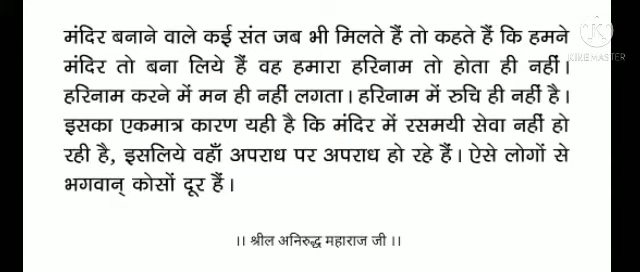 मंदिर बनाने वाले कई संत जब भी मिलते हैं तो कहते हैं कि हमने
मंदिर तो बना लिये हैं वह हमारा हरिनाम तो होता ही नहीं।
हरिनाम करने में मन ही नहीं लगता। हरिनाम में रुचि ही नहीं है।
इसका एकमात्र कारण यही है कि मंदिर में रसमयी सेवा नहीं हो
रही है, इसलिये वहाँ अपराध पर अपराध हो रहे हैं। ऐसे लोगों से
भगवान् कोसों दूर हैं।
।। श्रील अनिरुद्ध महाराज जी ।।
KINEMASTER